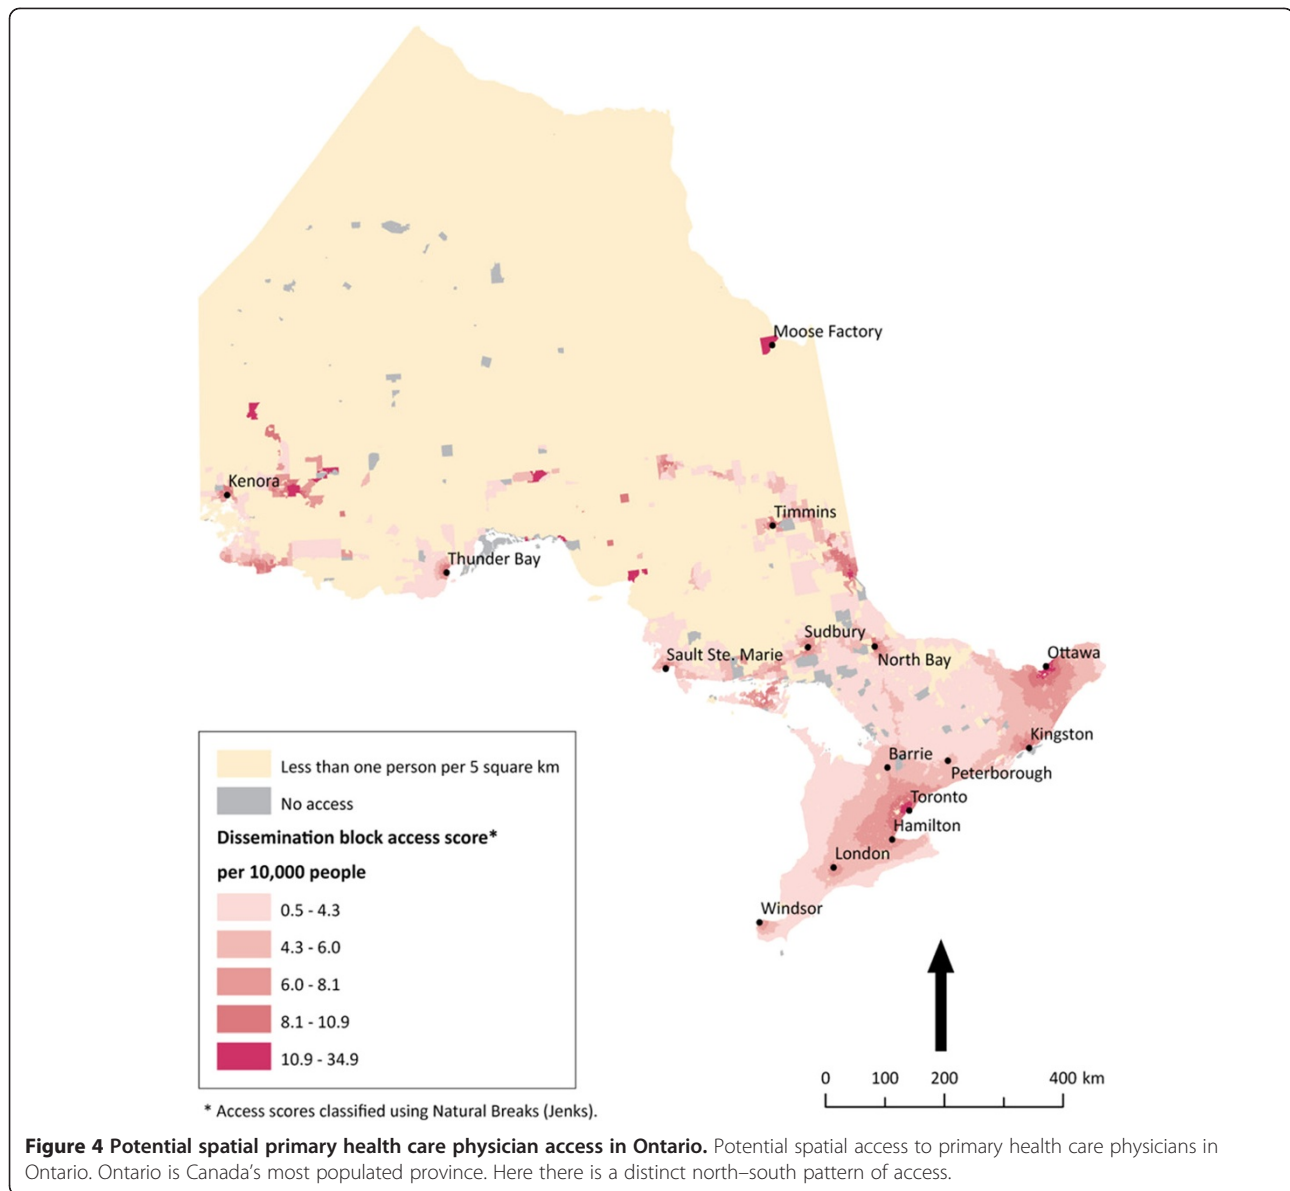 Moose Factory
Kenora
Timmins
Thunder Bay
Sudbury
Sault Ste. Marie
North Bay
Ottawa
Kingston
Barrie
Peterborough
Toronto
Hamilton
London
Windsor
Less than one person per 5 square km
No access
Dissemination block access score*
per 10,000 people
0.5 - 4.3
4.3 - 6.0
6.0 - 8.1
8.1 - 10.9
10.9 - 34.9
0 100 200 400 km
* Access scores classified using Natural Breaks (Jenks).
Figure 4 Potential spatial primary health care physician access in Ontario. Potential spatial access to primary health care physicians in
Ontario. Ontario is Canada's most populated province. Here there is a distinct north–south pattern of access.